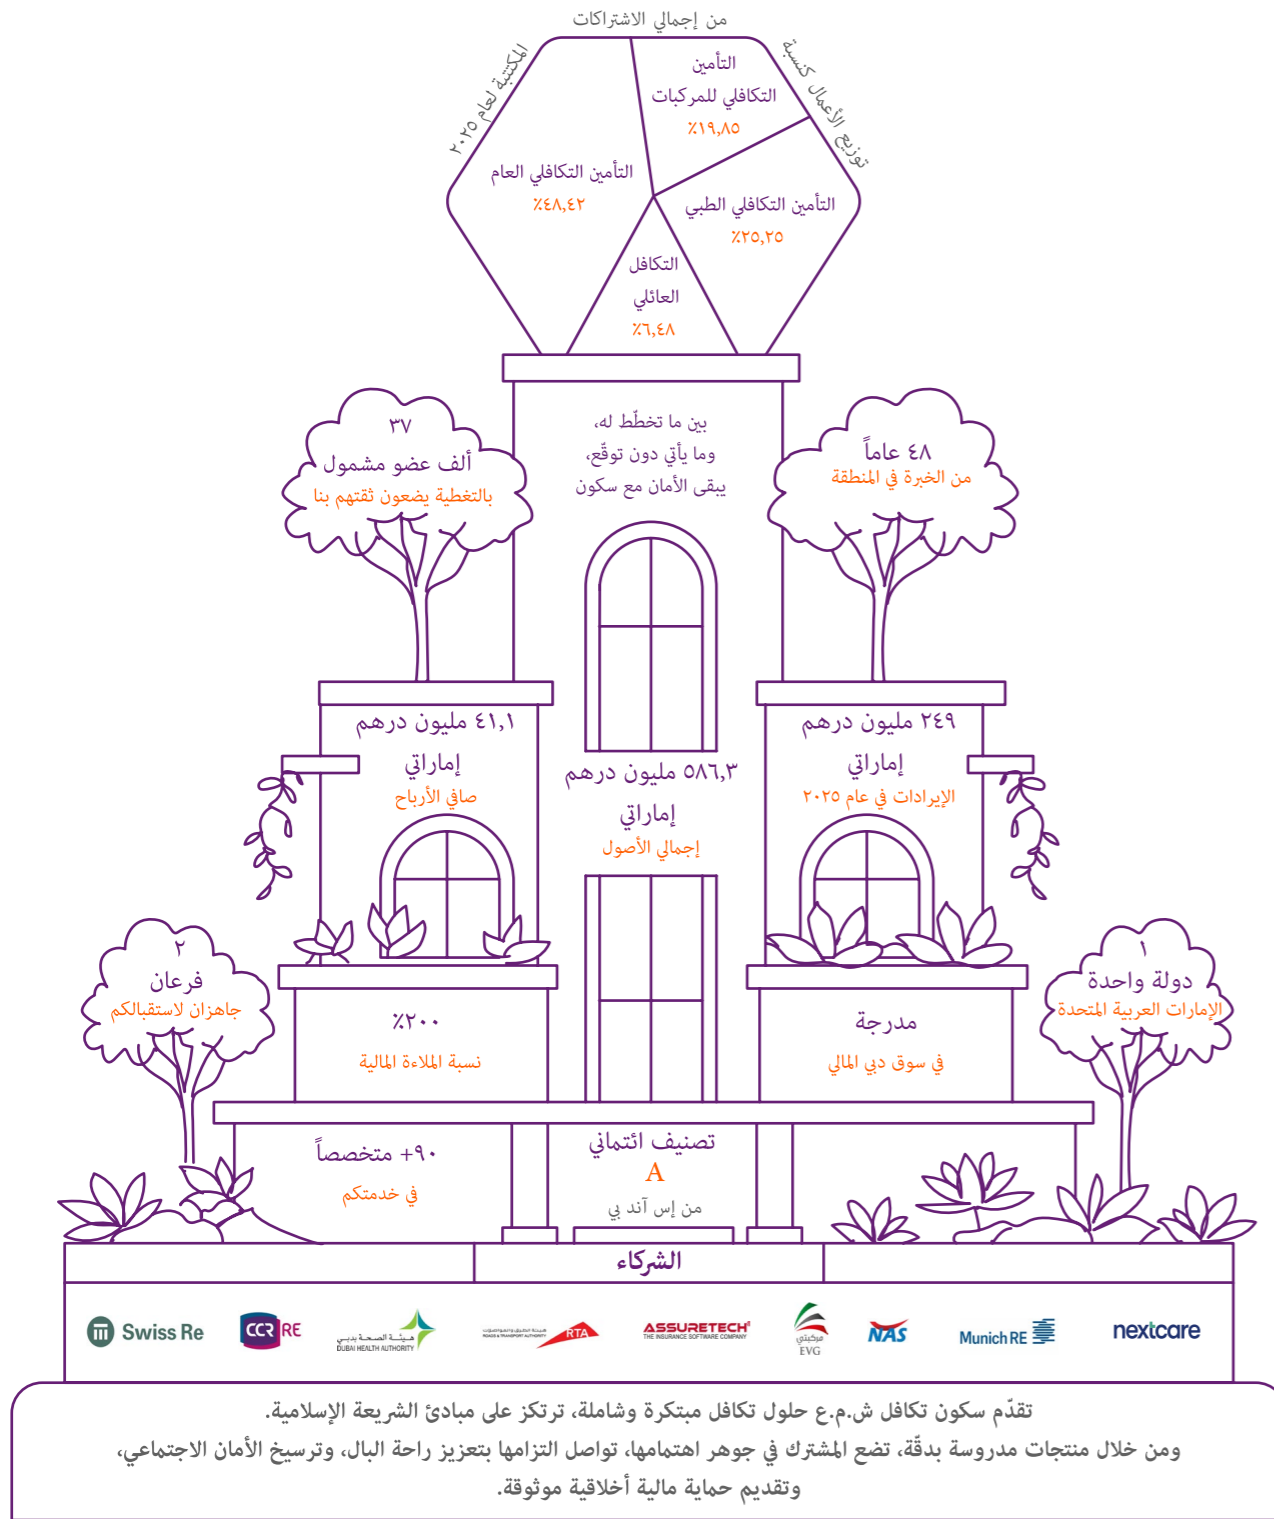 توزيع الأعمال كنسبة
من إجمالي الاشتراكات
المكتتبة لعام ٢٠٢٥
التأمين
التكافلي للمركبات
٪١٩,٨٥
التأمين التكافلي العام
٪٤٨,٤٢
التأمين التكافلي الطبي
٪٢٥,٢٥
التكافل
العائلي
٪٦,٤٨
بين ما تخطّط له،
وما يأتي دون توقّع،
يبقى الأمان مع سكون
٤٨ عاماً
من الخبرة في المنطقة
٣٧
ألف عضو مشمول
بالتغطية يضعون ثقتهم بنا
٢٤٩ مليون درهم
إماراتي
الإيرادات في عام ٢٠٢٥
٥٨٦,٣ مليون درهم
إماراتي
إجمالي الأصول
٤١,١ مليون درهم
إماراتي
صافي الأرباح
١
دولة واحدة
الإمارات العربية المتحدة
مدرجة
في سوق دبي المالي
٪٢٠٠
نسبة الملاءة المالية
٢
فرعان
جاهزان لاستقبالكم
تصنيف ائتماني
A
من إس آند بي
+٩٠ متخصصاً
في خدمتكم
الشركاء
Swiss Re
CCR RE
هيئة الصحة بدبي
DUBAI HEALTH AUTHORITY
هيئة الطرق والمواصلات
ROADS & TRANSPORT AUTHORITY
RTA
ASSURETECH
THE INSURANCE SOFTWARE COMPANY
مركبتي
EVG
NAS
Munich RE
nextcare
تقدّم سكون تكافل ش.م.ع حلول تكافل مبتكرة وشاملة، ترتكز على مبادئ الشريعة الإسلامية.
ومن خلال منتجات مدروسة بدقّة، تضع المشترك في جوهر اهتمامها، تواصل التزامها بتعزيز راحة البال، وترسيخ الأمان الاجتماعي،
وتقديم حماية مالية أخلاقية موثوقة.